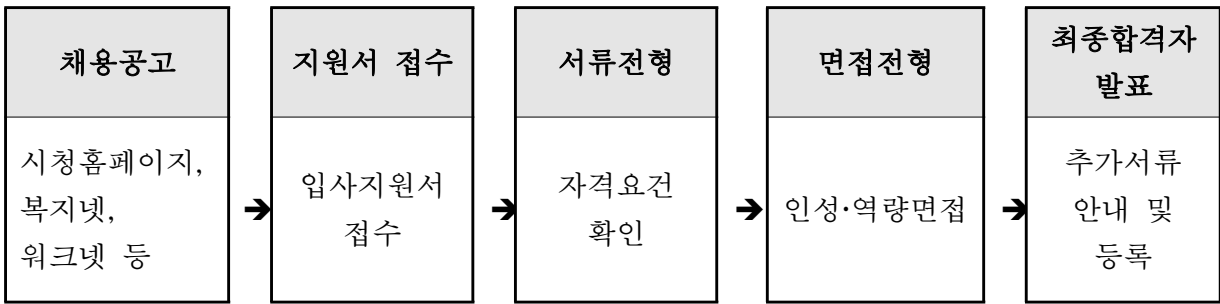 채용공고
시청홈페이지,
복지넷,
워크넷 등
➔
지원서 접수
입사지원서
접수
➔
서류전형
자격요건
확인
➔
면접전형
인성·역량면접
➔
최종합격자
발표
추가서류
안내 및
등록